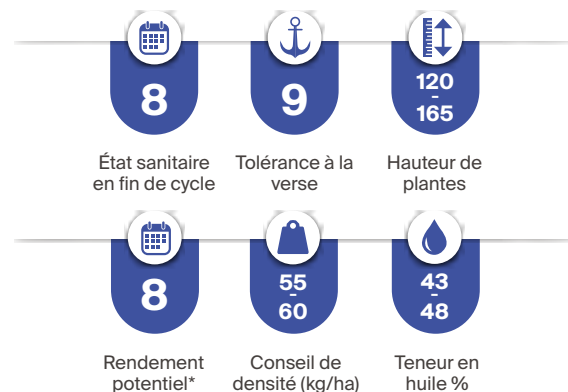 8
9
120
-
165
État sanitaire
en fin de cycle
Tolérance à la
verse
Hauteur de
plantes
8
55
-
60
43
-
48
Rendement
potentiel*
Conseil de
densité (kg/ha)
Teneur en
huile %